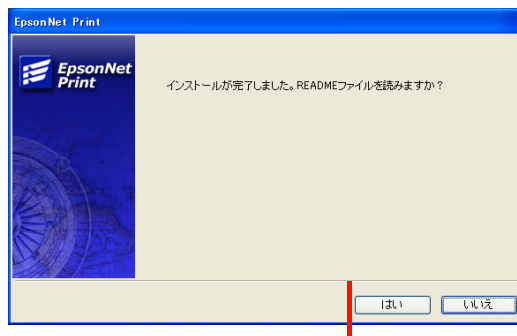 EpsonNet Print
EpsonNet
Print
インストールが完了しました。READMEファイルを読みますか？
はい
いいえ